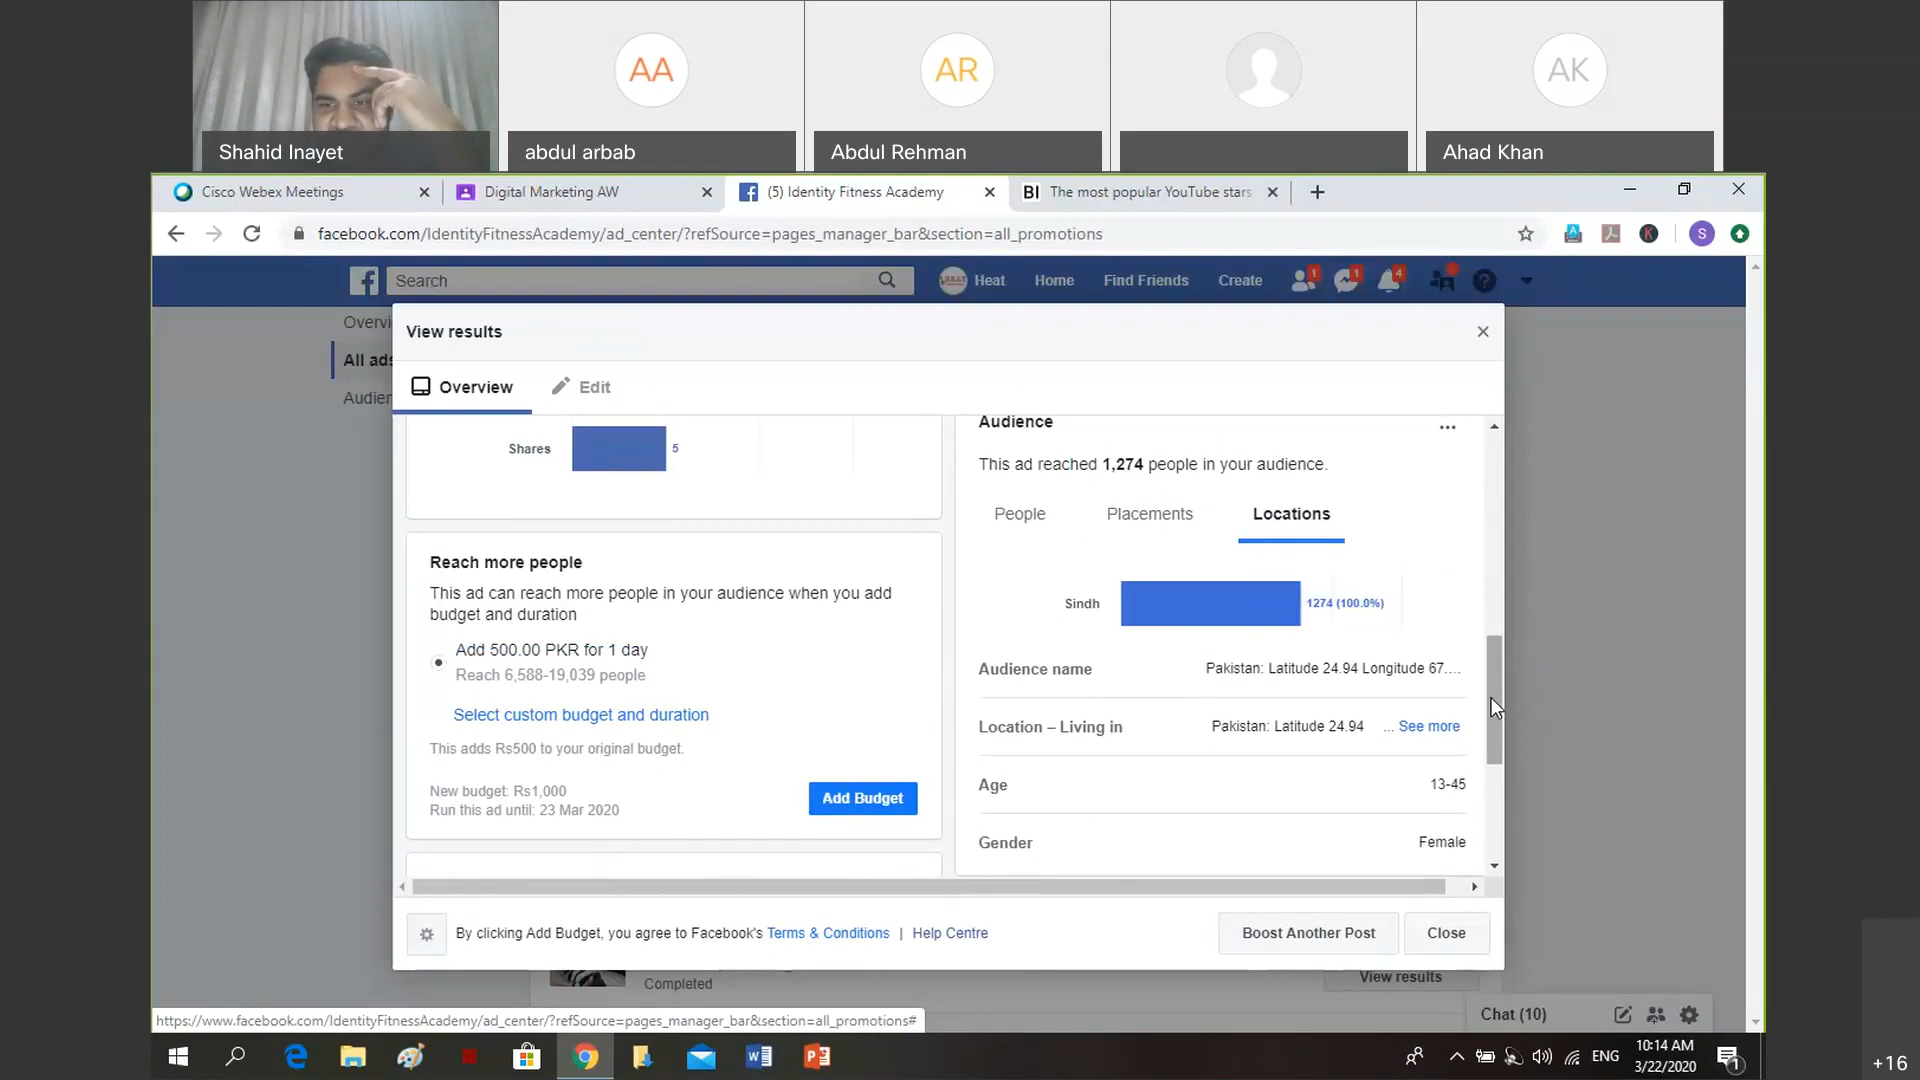 AA
AR
AK
Shahid Inayet
abdul arbab
Abdul Rehman
Ahad Khan
Cisco Webex Meetings
Digital Marketing AW
(5) Identity Fitness Academy
BI
The most popular YouTube stars
facebook.com/IdentityFitnessAcademy/ad_center/?refSource=pages_manager_bar&section=all_promotions
S
Search
Heat
Home
Find Friends
Create
1
1
4
Overvi
All ads
Audien
View results
Overview
Edit
Shares
5
Reach more people
This ad can reach more people in your audience when you add
budget and duration
Add 500.00 PKR for 1 day
Reach 6,588-19,039 people
Select custom budget and duration
This adds Rs500 to your original budget.
New budget: Rs1,000
Run this ad until: 23 Mar 2020
Add Budget
Audience
...
This ad reached 1,274 people in your audience.
People
Placements
Locations
Sindh
1274 (100.0%)
Audience name
Pakistan: Latitude 24.94 Longitude 67....
Location – Living in
Pakistan: Latitude 24.94 ... See more
Age
13-45
Gender
Female
By clicking Add Budget, you agree to Facebook's Terms & Conditions | Help Centre
Boost Another Post
Close
Completed
View results
Chat (10)
https://www.facebook.com/IdentityFitnessAcademy/ad_center/?refSource=pages_manager_bar&section=all_promotions#
ENG
10:14 AM
3/22/2020
1
+16